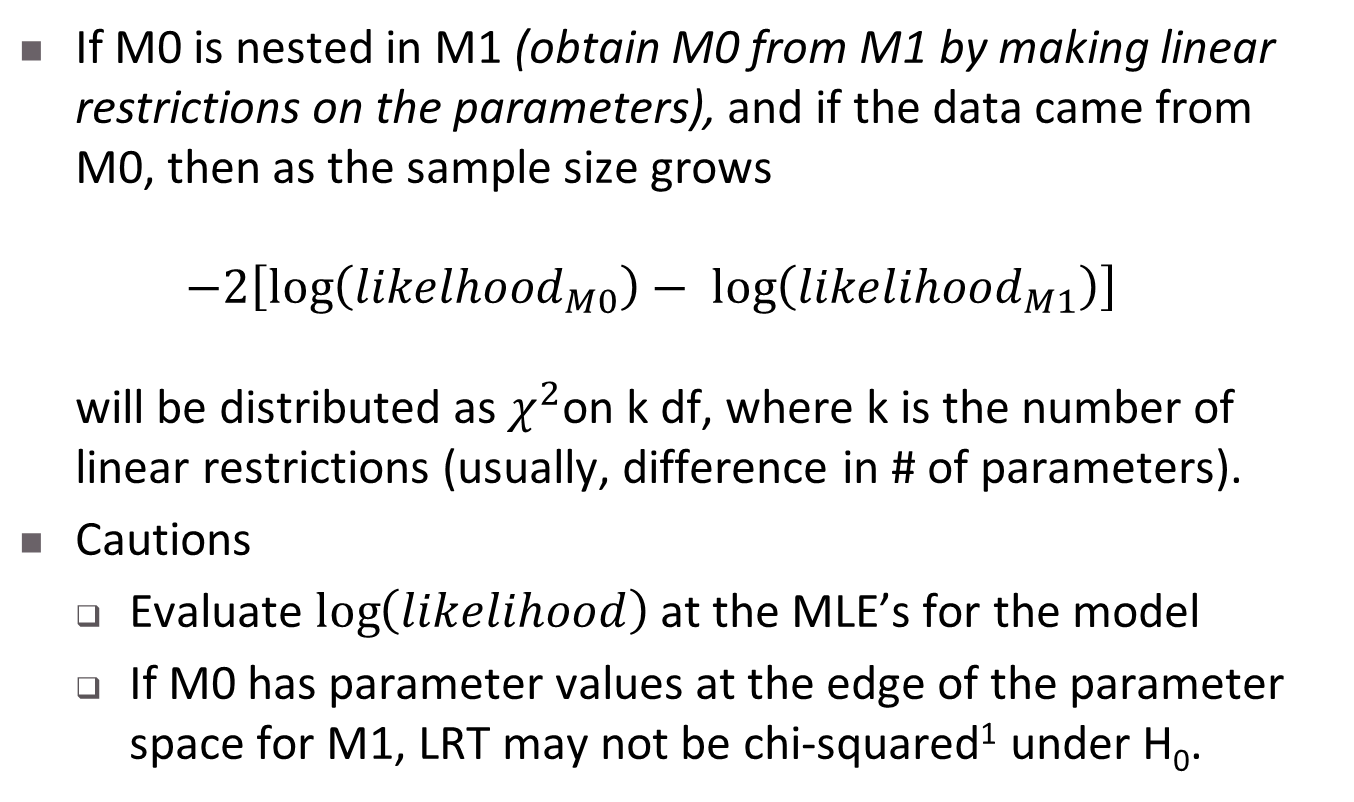 ■ If M0 is nested in M1 (obtain M0 from M1 by making linear
restrictions on the parameters), and if the data came from
M0, then as the sample size grows
−2[log(likelhood_M0) − log(likelihood_M1)]
will be distributed as χ² on k df, where k is the number of
linear restrictions (usually, difference in # of parameters).
■ Cautions
❑ Evaluate log(likelihood) at the MLE’s for the model
❑ If M0 has parameter values at the edge of the parameter
space for M1, LRT may not be chi-squared¹ under H₀.